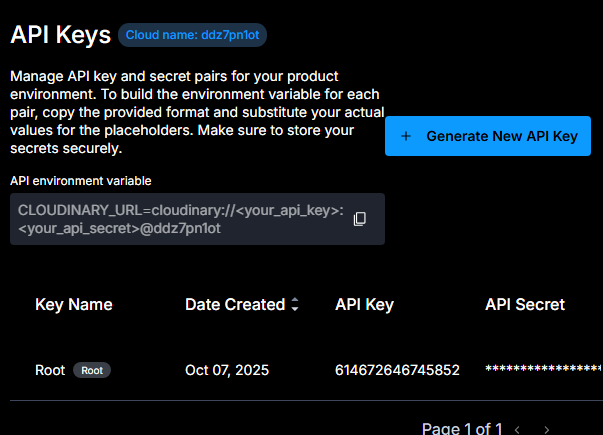 API Keys
Cloud name: ddz7pn1ot
Manage API key and secret pairs for your product
environment. To build the environment variable for each
pair, copy the provided format and substitute your actual
values for the placeholders. Make sure to store your
secrets securely.
+ Generate New API Key
API environment variable
CLOUDINARY_URL=cloudinary://<your_api_key>:
<your_api_secret>@ddz7pn1ot
Key Name Date Created API Key API Secret
Root Root Oct 07, 2025 614672646745852 ******************
Page 1 of 1 < >